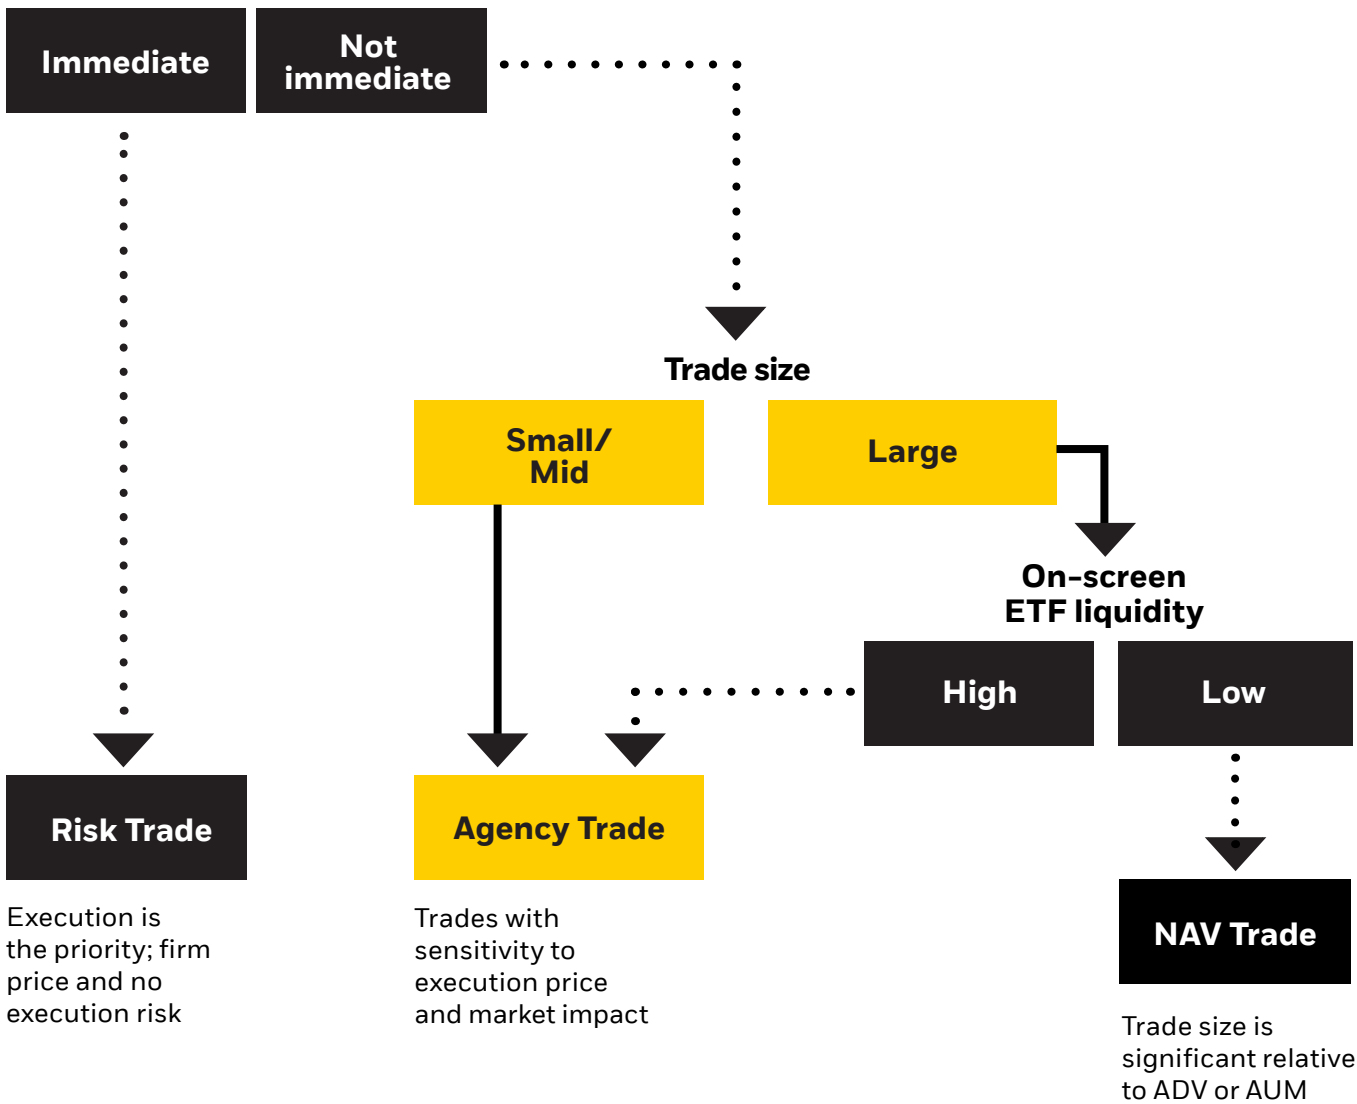 Immediate
Not
immediate
Trade size
Small/
Mid
Large
On-screen
ETF liquidity
High
Low
Risk Trade
Agency Trade
Execution is
the priority; firm
price and no
execution risk
Trades with
sensitivity to
execution price
and market impact
NAV Trade
Trade size is
significant relative
to ADV or AUM